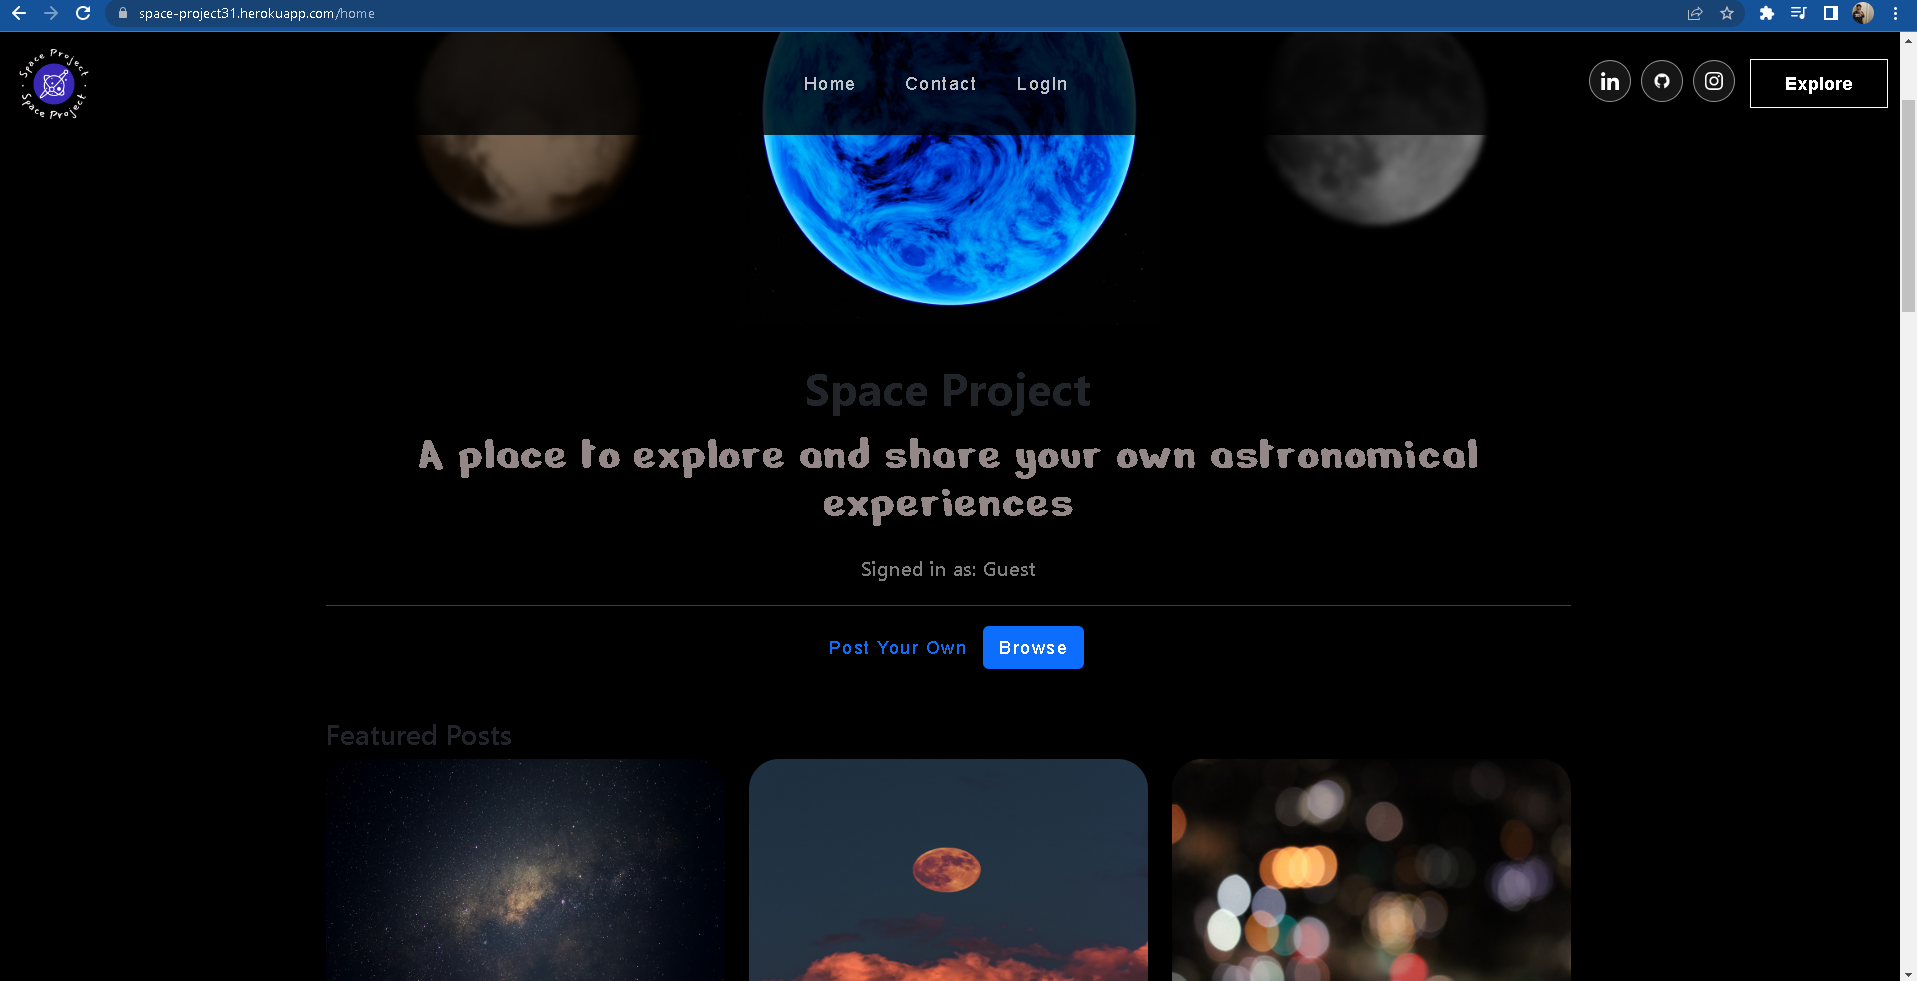 space-project31.herokuapp.com/home
Space Project
Space Project
Home Contact LogIn
in
Explore
Space Project
A place to explore and share your own astronomical
experiences
Signed in as: Guest
Post Your Own Browse
Featured Posts